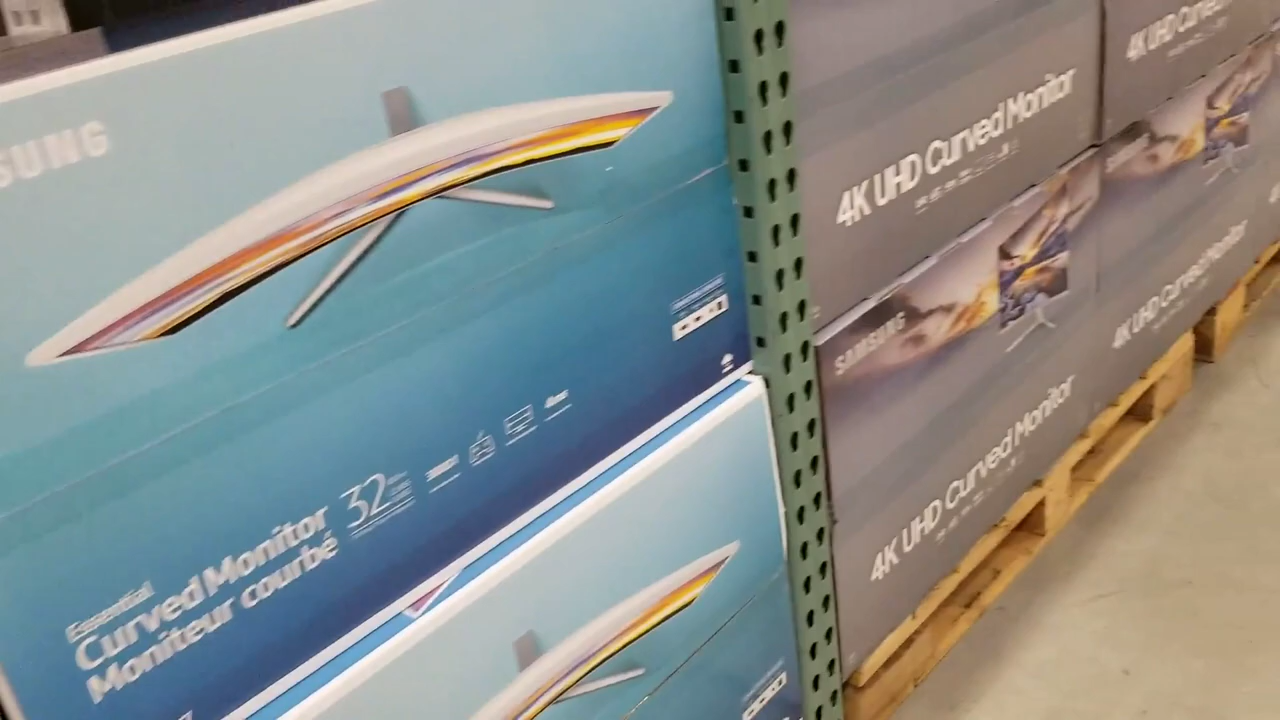 SUNG
Essential
Curved Monitor
Moniteur courbé
32
4K UHD Curved Monitor
4K UHD Curved
SAMSUNG
4K UHD Curved Monitor
SAMSUNG
4K UHD Curved Monitor